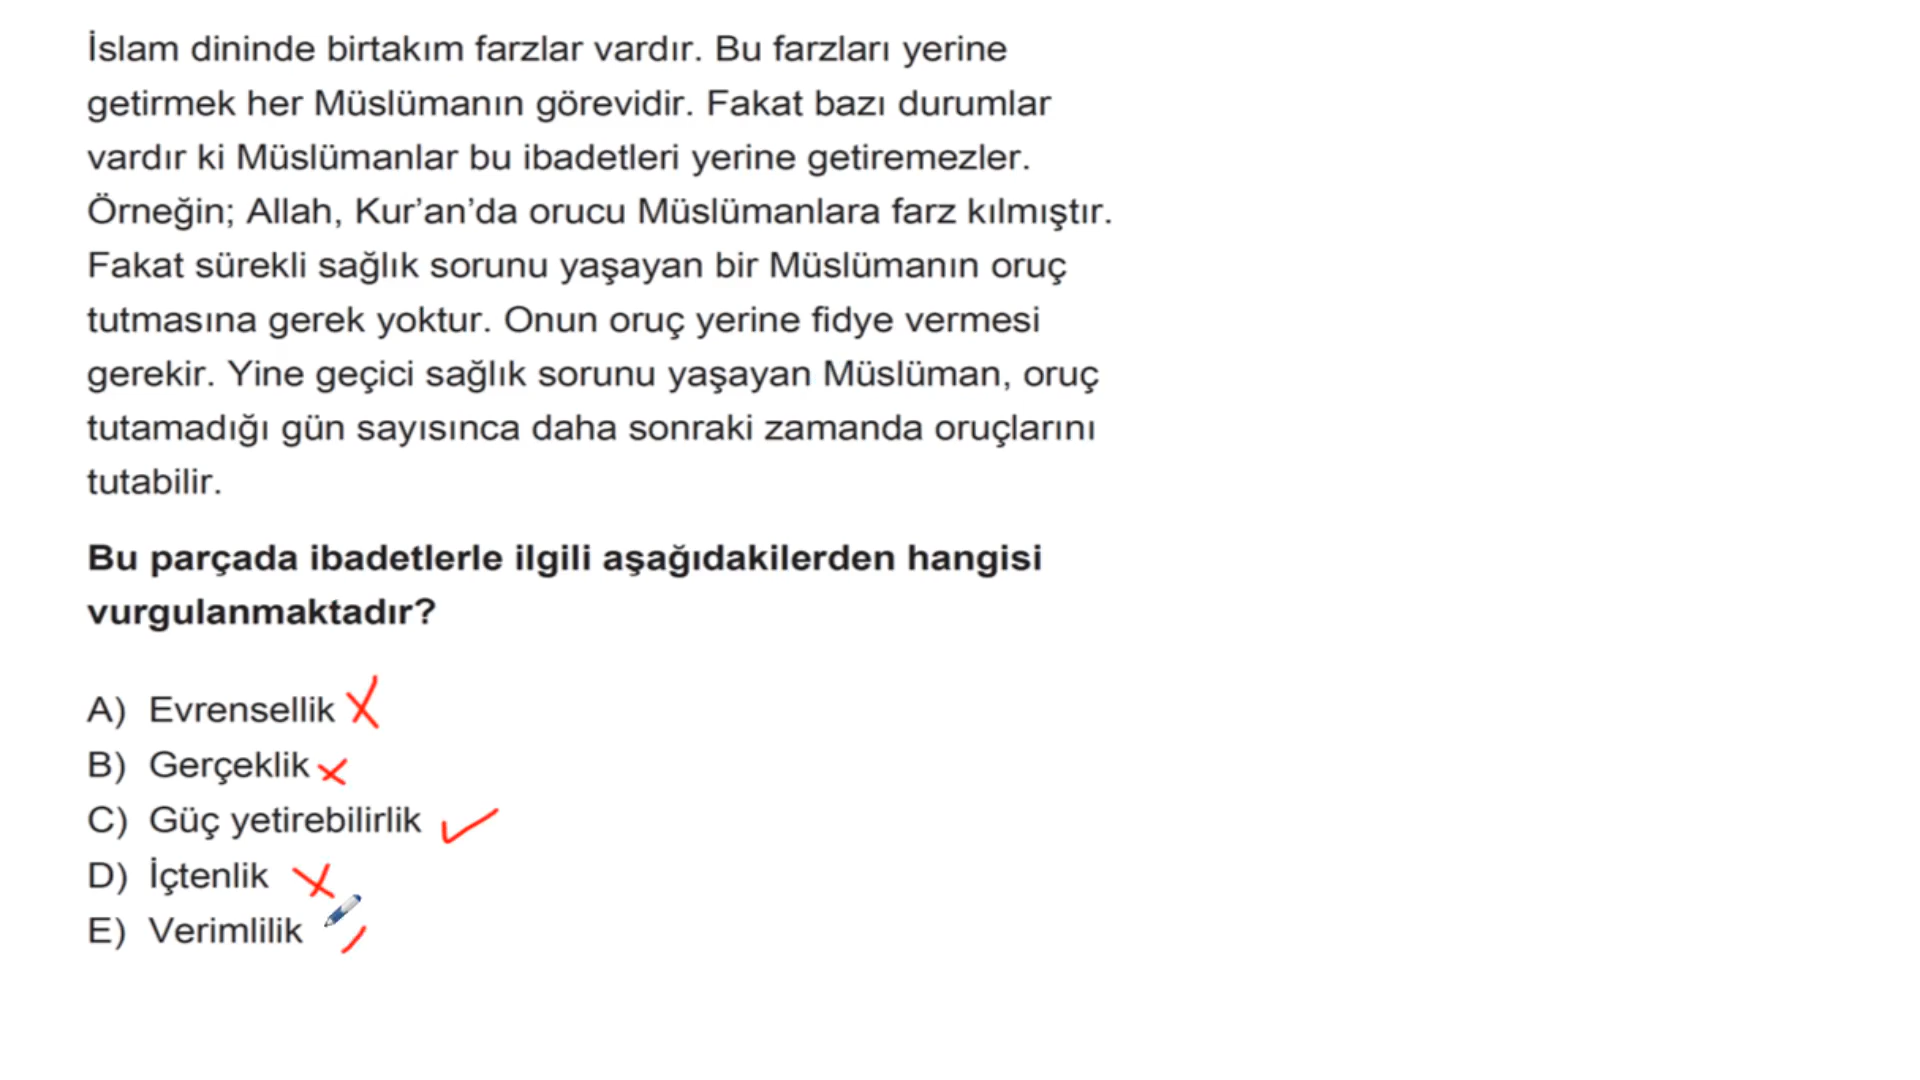 İslam dininde birtakım farzlar vardır. Bu farzları yerine
getirmek her Müslümanın görevidir. Fakat bazı durumlar
vardır ki Müslümanlar bu ibadetleri yerine getiremezler.
Örneğin; Allah, Kur’an’da orucu Müslümanlara farz kılmıştır.
Fakat sürekli sağlık sorunu yaşayan bir Müslümanın oruç
tutmasına gerek yoktur. Onun oruç yerine fidye vermesi
gerekir. Yine geçici sağlık sorunu yaşayan Müslüman, oruç
tutamadığı gün sayısınca daha sonraki zamanda oruçlarını
tutabilir.
Bu parçada ibadetlerle ilgili aşağıdakilerden hangisi
vurgulanmaktadır?
A) Evrensellik
B) Gerçeklik
C) Güç yetirebilirlik
D) İçtenlik
E) Verimlilik